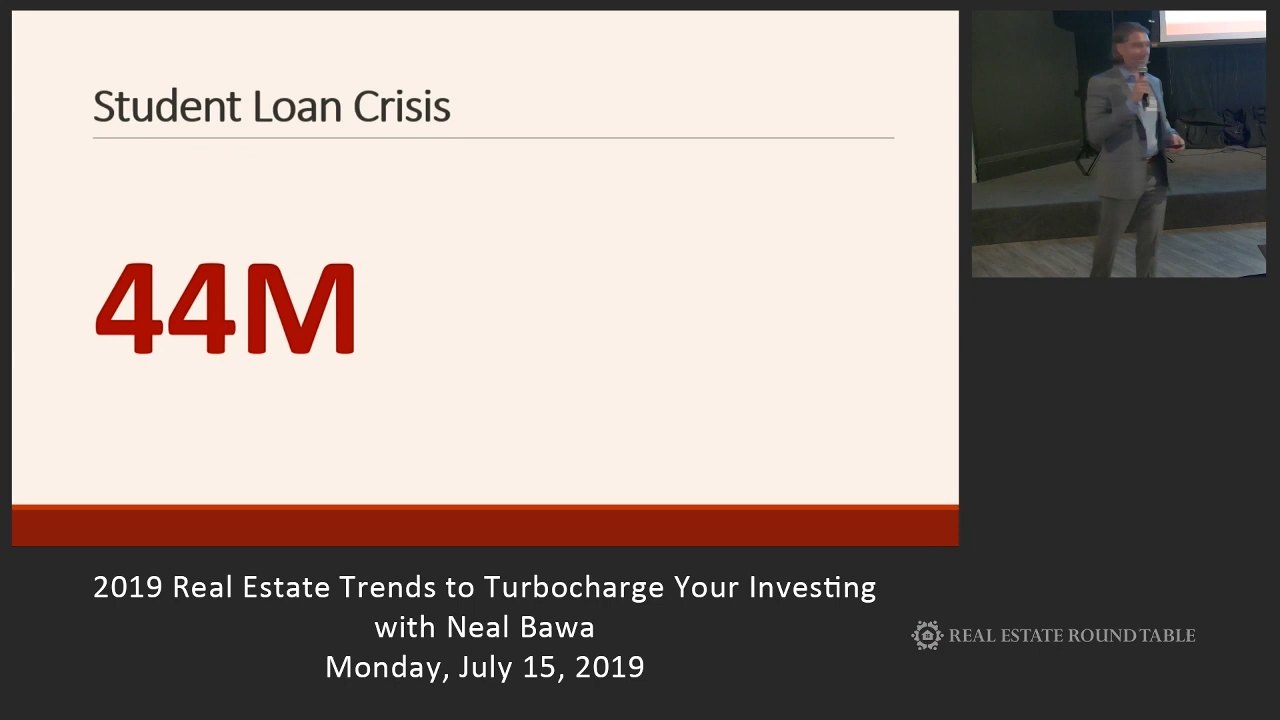 Student Loan Crisis
44M
2019 Real Estate Trends to Turbocharge Your Investing
with Neal Bawa
Monday, July 15, 2019
REAL ESTATE ROUND TABLE